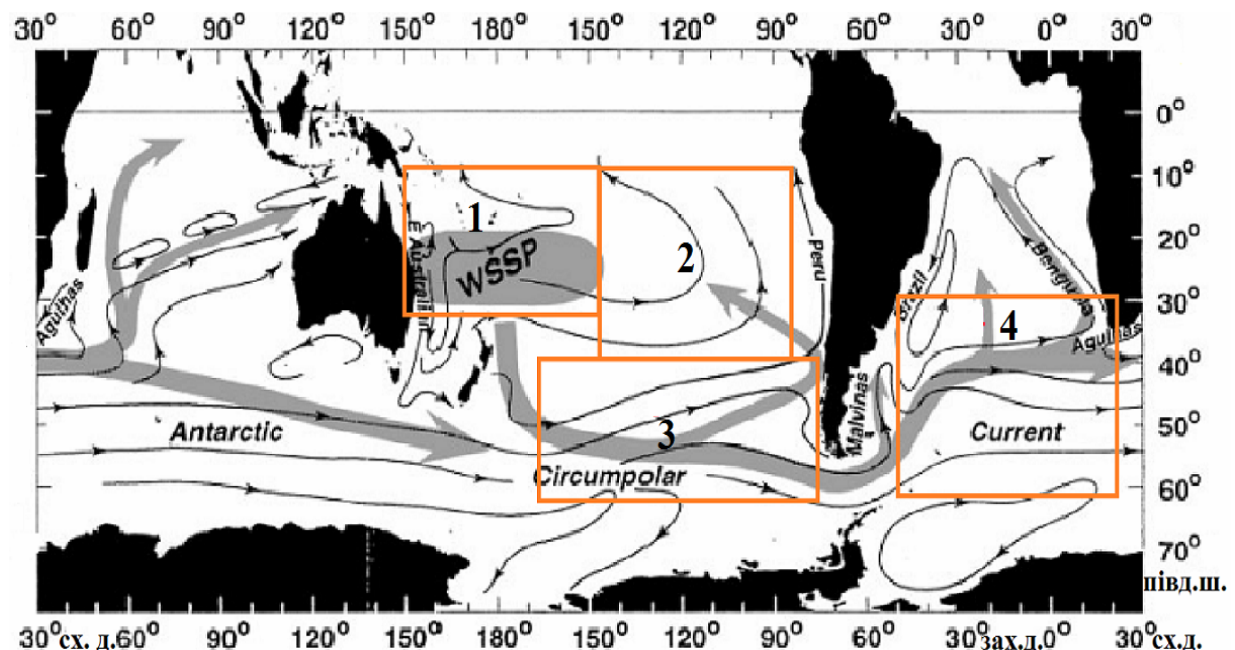 30° 60° 90° 120° 150° 180° 150° 120° 90° 60° 30° 0° 30°
0°
10°
20°
30°
40°
50°
60°
70°
півд.ш.
1
2
3
4
WSSP
E Australian
Peru
Brazil
Benguela
Agulhas
Agulhas
Malvinas
Antarctic
Circumpolar
Current
30° сх. д. 60° 90° 120° 150° 180° 150° 120° 90° 60° 30° зах.д. 0° 30° сх.д.